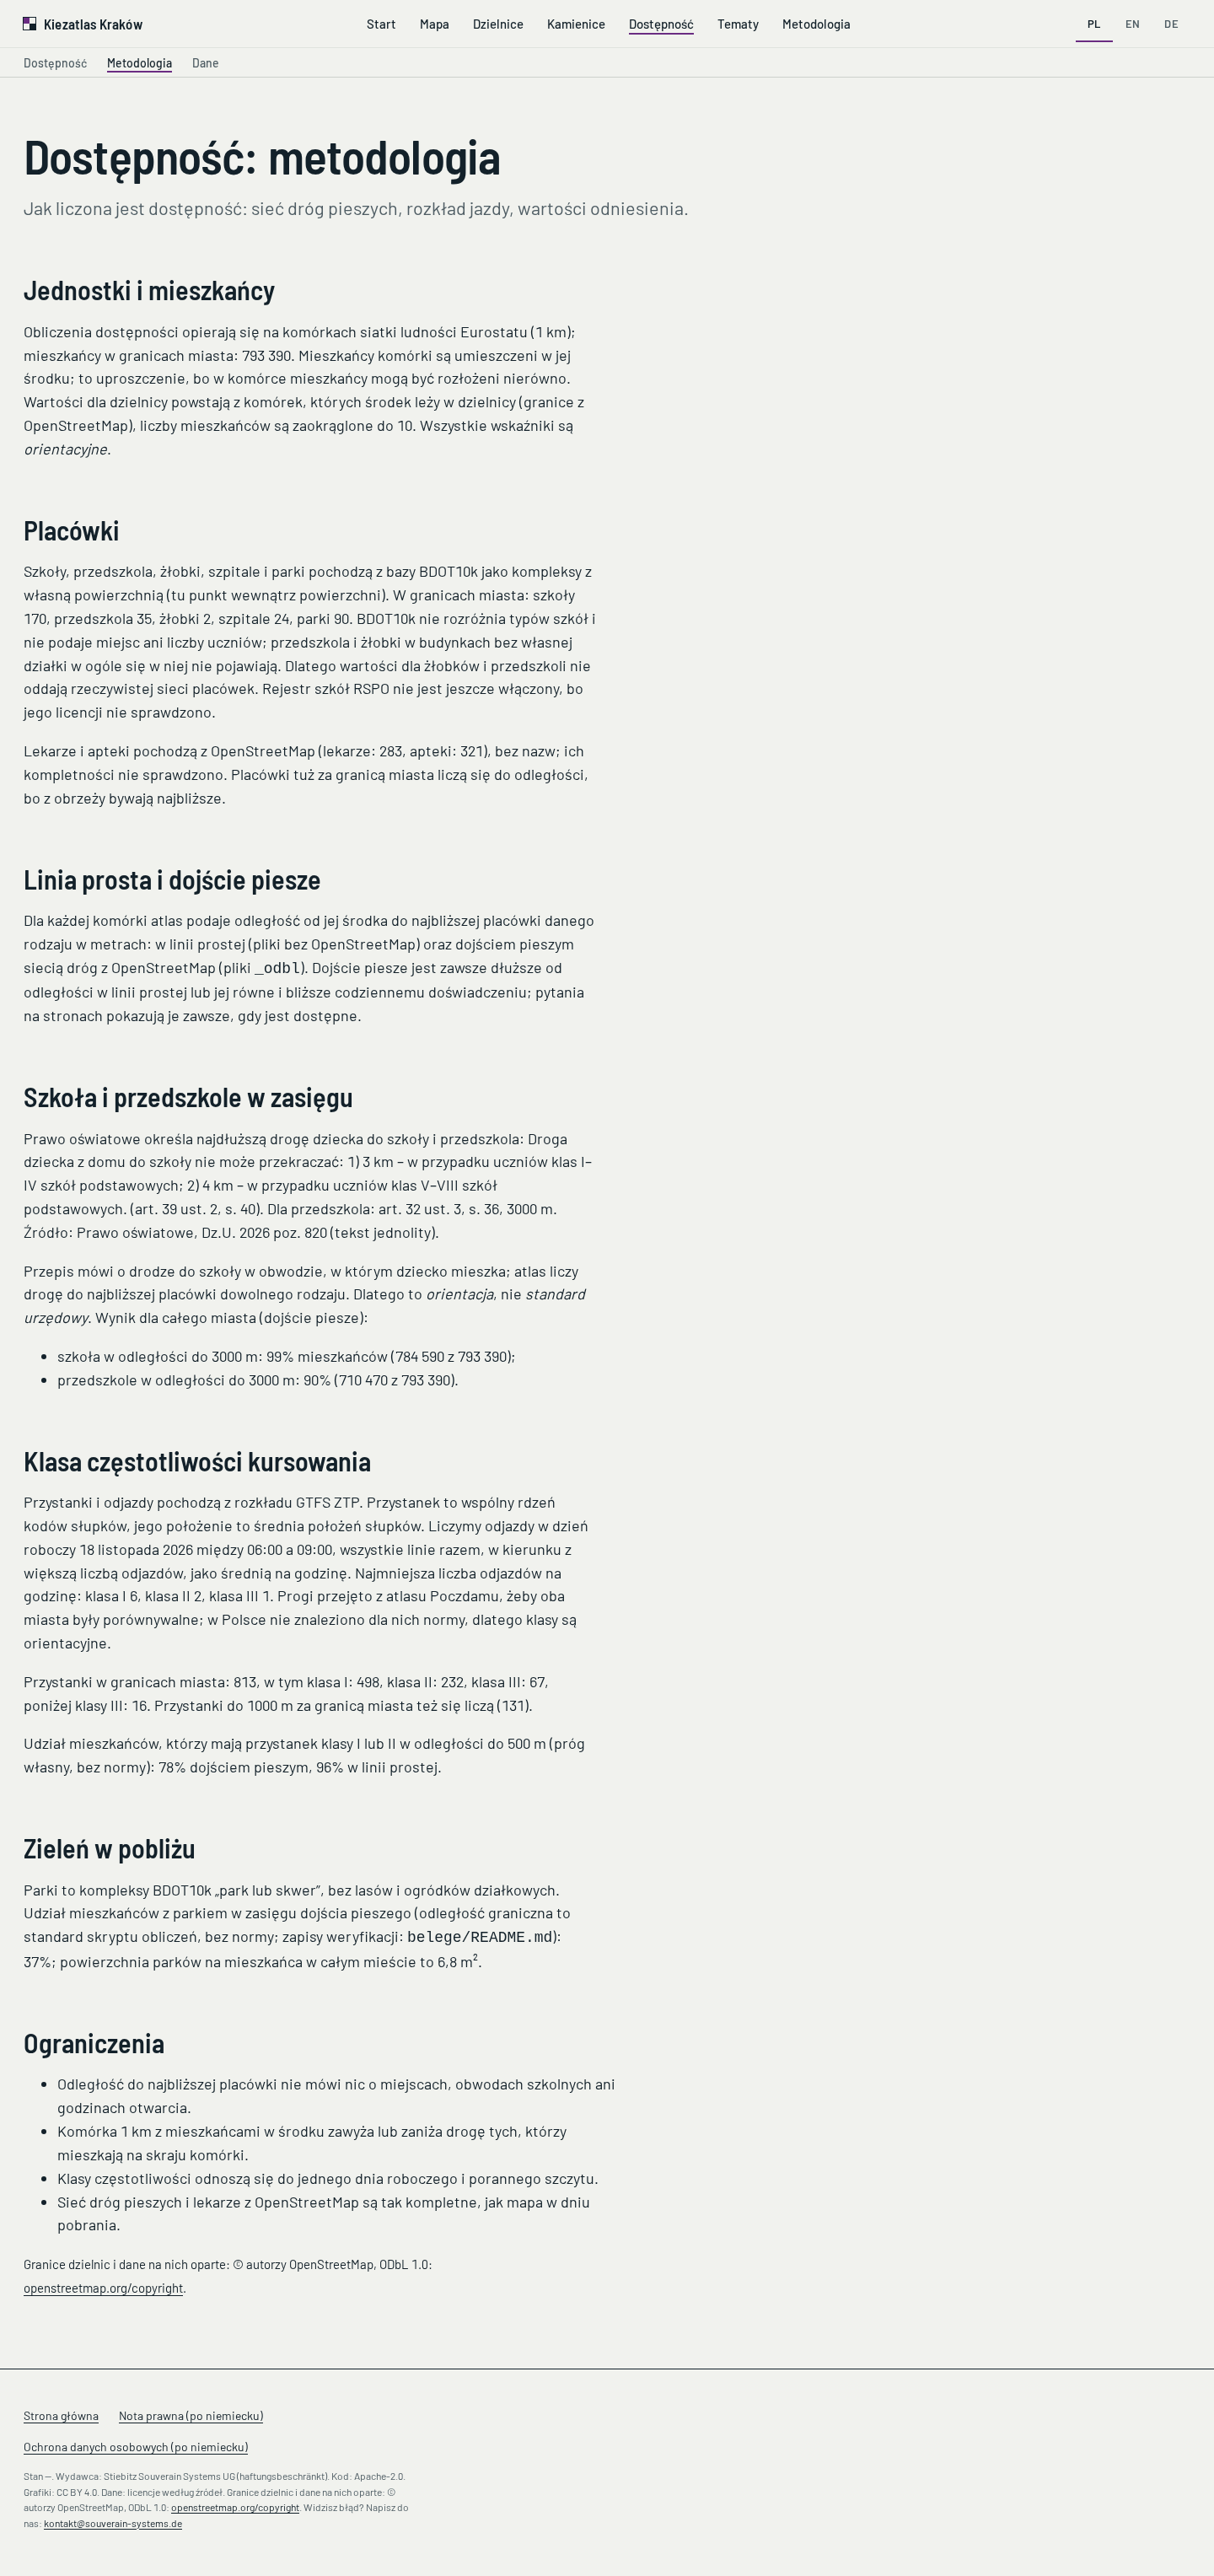 Kiezatlas Kraków
Start Mapa Dzielnice Kamienice Dostępność Tematy Metodologia
PL EN DE
Dostępność Metodologia Dane
Dostępność: metodologia
Jak liczona jest dostępność: sieć dróg pieszych, rozkład jazdy, wartości odniesienia.
Jednostki i mieszkańcy
Obliczenia dostępności opierają się na komórkach siatki ludności Eurostatu (1 km);
mieszkańcy w granicach miasta: 793 390. Mieszkańcy komórki są umieszczeni w jej
środku; to uproszczenie, bo w komórce mieszkańcy mogą być rozłożeni nierówno.
Wartości dla dzielnicy powstają z komórek, których środek leży w dzielnicy (granice z
OpenStreetMap), liczby mieszkańców są zaokrąglone do 10. Wszystkie wskaźniki są
orientacyjne.
Placówki
Szkoły, przedszkola, żłobki, szpitale i parki pochodzą z bazy BDOT10k jako kompleksy z
własną powierzchnią (tu punkt wewnątrz powierzchni). W granicach miasta: szkoły
170, przedszkola 35, żłobki 2, szpitale 24, parki 90. BDOT10k nie rozróżnia typów szkół i
nie podaje miejsc ani liczby uczniów; przedszkola i żłobki w budynkach bez własnej
działki w ogóle się w niej nie pojawiają. Dlatego wartości dla żłobków i przedszkoli nie
oddają rzeczywistej sieci placówek. Rejestr szkół RSPO nie jest jeszcze włączony, bo
jego licencji nie sprawdzono.
Lekarze i apteki pochodzą z OpenStreetMap (lekarze: 283, apteki: 321), bez nazw; ich
kompletności nie sprawdzono. Placówki tuż za granicą miasta liczą się do odległości,
bo z obrzeży bywają najbliższe.
Linia prosta i dojście piesze
Dla każdej komórki atlas podaje odległość od jej środka do najbliższej placówki danego
rodzaju w metrach: w linii prostej (pliki bez OpenStreetMap) oraz dojściem pieszym
siecią dróg z OpenStreetMap (pliki _odbl). Dojście piesze jest zawsze dłuższe od
odległości w linii prostej lub jej równe i bliższe codziennemu doświadczeniu; pytania
na stronach pokazują je zawsze, gdy jest dostępne.
Szkoła i przedszkole w zasięgu
Prawo oświatowe określa najdłuższą drogę dziecka do szkoły i przedszkola: Droga
dziecka z domu do szkoły nie może przekraczać: 1) 3 km – w przypadku uczniów klas I–
IV szkół podstawowych; 2) 4 km – w przypadku uczniów klas V–VIII szkół
podstawowych. (art. 39 ust. 2, s. 40). Dla przedszkola: art. 32 ust. 3, s. 36, 3000 m.
Źródło: Prawo oświatowe, Dz.U. 2026 poz. 820 (tekst jednolity).
Przepis mówi o drodze do szkoły w obwodzie, w którym dziecko mieszka; atlas liczy
drogę do najbliższej placówki dowolnego rodzaju. Dlatego to orientacja, nie standard
urzędowy. Wynik dla całego miasta (dojście piesze):
• szkoła w odległości do 3000 m: 99% mieszkańców (784 590 z 793 390);
• przedszkole w odległości do 3000 m: 90% (710 470 z 793 390).
Klasa częstotliwości kursowania
Przystanki i odjazdy pochodzą z rozkładu GTFS ZTP. Przystanek to wspólny rdzeń
kodów słupków, jego położenie to średnia położeń słupków. Liczymy odjazdy w dzień
roboczy 18 listopada 2026 między 06:00 a 09:00, wszystkie linie razem, w kierunku z
większą liczbą odjazdów, jako średnią na godzinę. Najmniejsza liczba odjazdów na
godzinę: klasa I 6, klasa II 2, klasa III 1. Progi przejęto z atlasu Poczdamu, żeby oba
miasta były porównywalne; w Polsce nie znaleziono dla nich normy, dlatego klasy są
orientacyjne.
Przystanki w granicach miasta: 813, w tym klasa I: 498, klasa II: 232, klasa III: 67,
poniżej klasy III: 16. Przystanki do 1000 m za granicą miasta też się liczą (131).
Udział mieszkańców, którzy mają przystanek klasy I lub II w odległości do 500 m (próg
własny, bez normy): 78% dojściem pieszym, 96% w linii prostej.
Zieleń w pobliżu
Parki to kompleksy BDOT10k „park lub skwer”, bez lasów i ogródków działkowych.
Udział mieszkańców z parkiem w zasięgu dojścia pieszego (odległość graniczna to
standard skryptu obliczeń, bez normy; zapisy weryfikacji: belege/README.md):
37%; powierzchnia parków na mieszkańca w całym mieście to 6,8 m².
Ograniczenia
• Odległość do najbliższej placówki nie mówi nic o miejscach, obwodach szkolnych ani
godzinach otwarcia.
• Komórka 1 km z mieszkańcami w środku zawyża lub zaniża drogę tych, którzy
mieszkają na skraju komórki.
• Klasy częstotliwości odnoszą się do jednego dnia roboczego i porannego szczytu.
• Sieć dróg pieszych i lekarze z OpenStreetMap są tak kompletne, jak mapa w dniu
pobrania.
Granice dzielnic i dane na nich oparte: © autorzy OpenStreetMap, ODbL 1.0:
openstreetmap.org/copyright.
Strona główna Nota prawna (po niemiecku)
Ochrona danych osobowych (po niemiecku)
Stan —. Wydawca: Stiebitz Souverain Systems UG (haftungsbeschränkt). Kod: Apache-2.0.
Grafiki: CC BY 4.0. Dane: licencje według źródeł. Granice dzielnic i dane na nich oparte: ©
autorzy OpenStreetMap, ODbL 1.0: openstreetmap.org/copyright. Widzisz błąd? Napisz do
nas: kontakt@souverain-systems.de